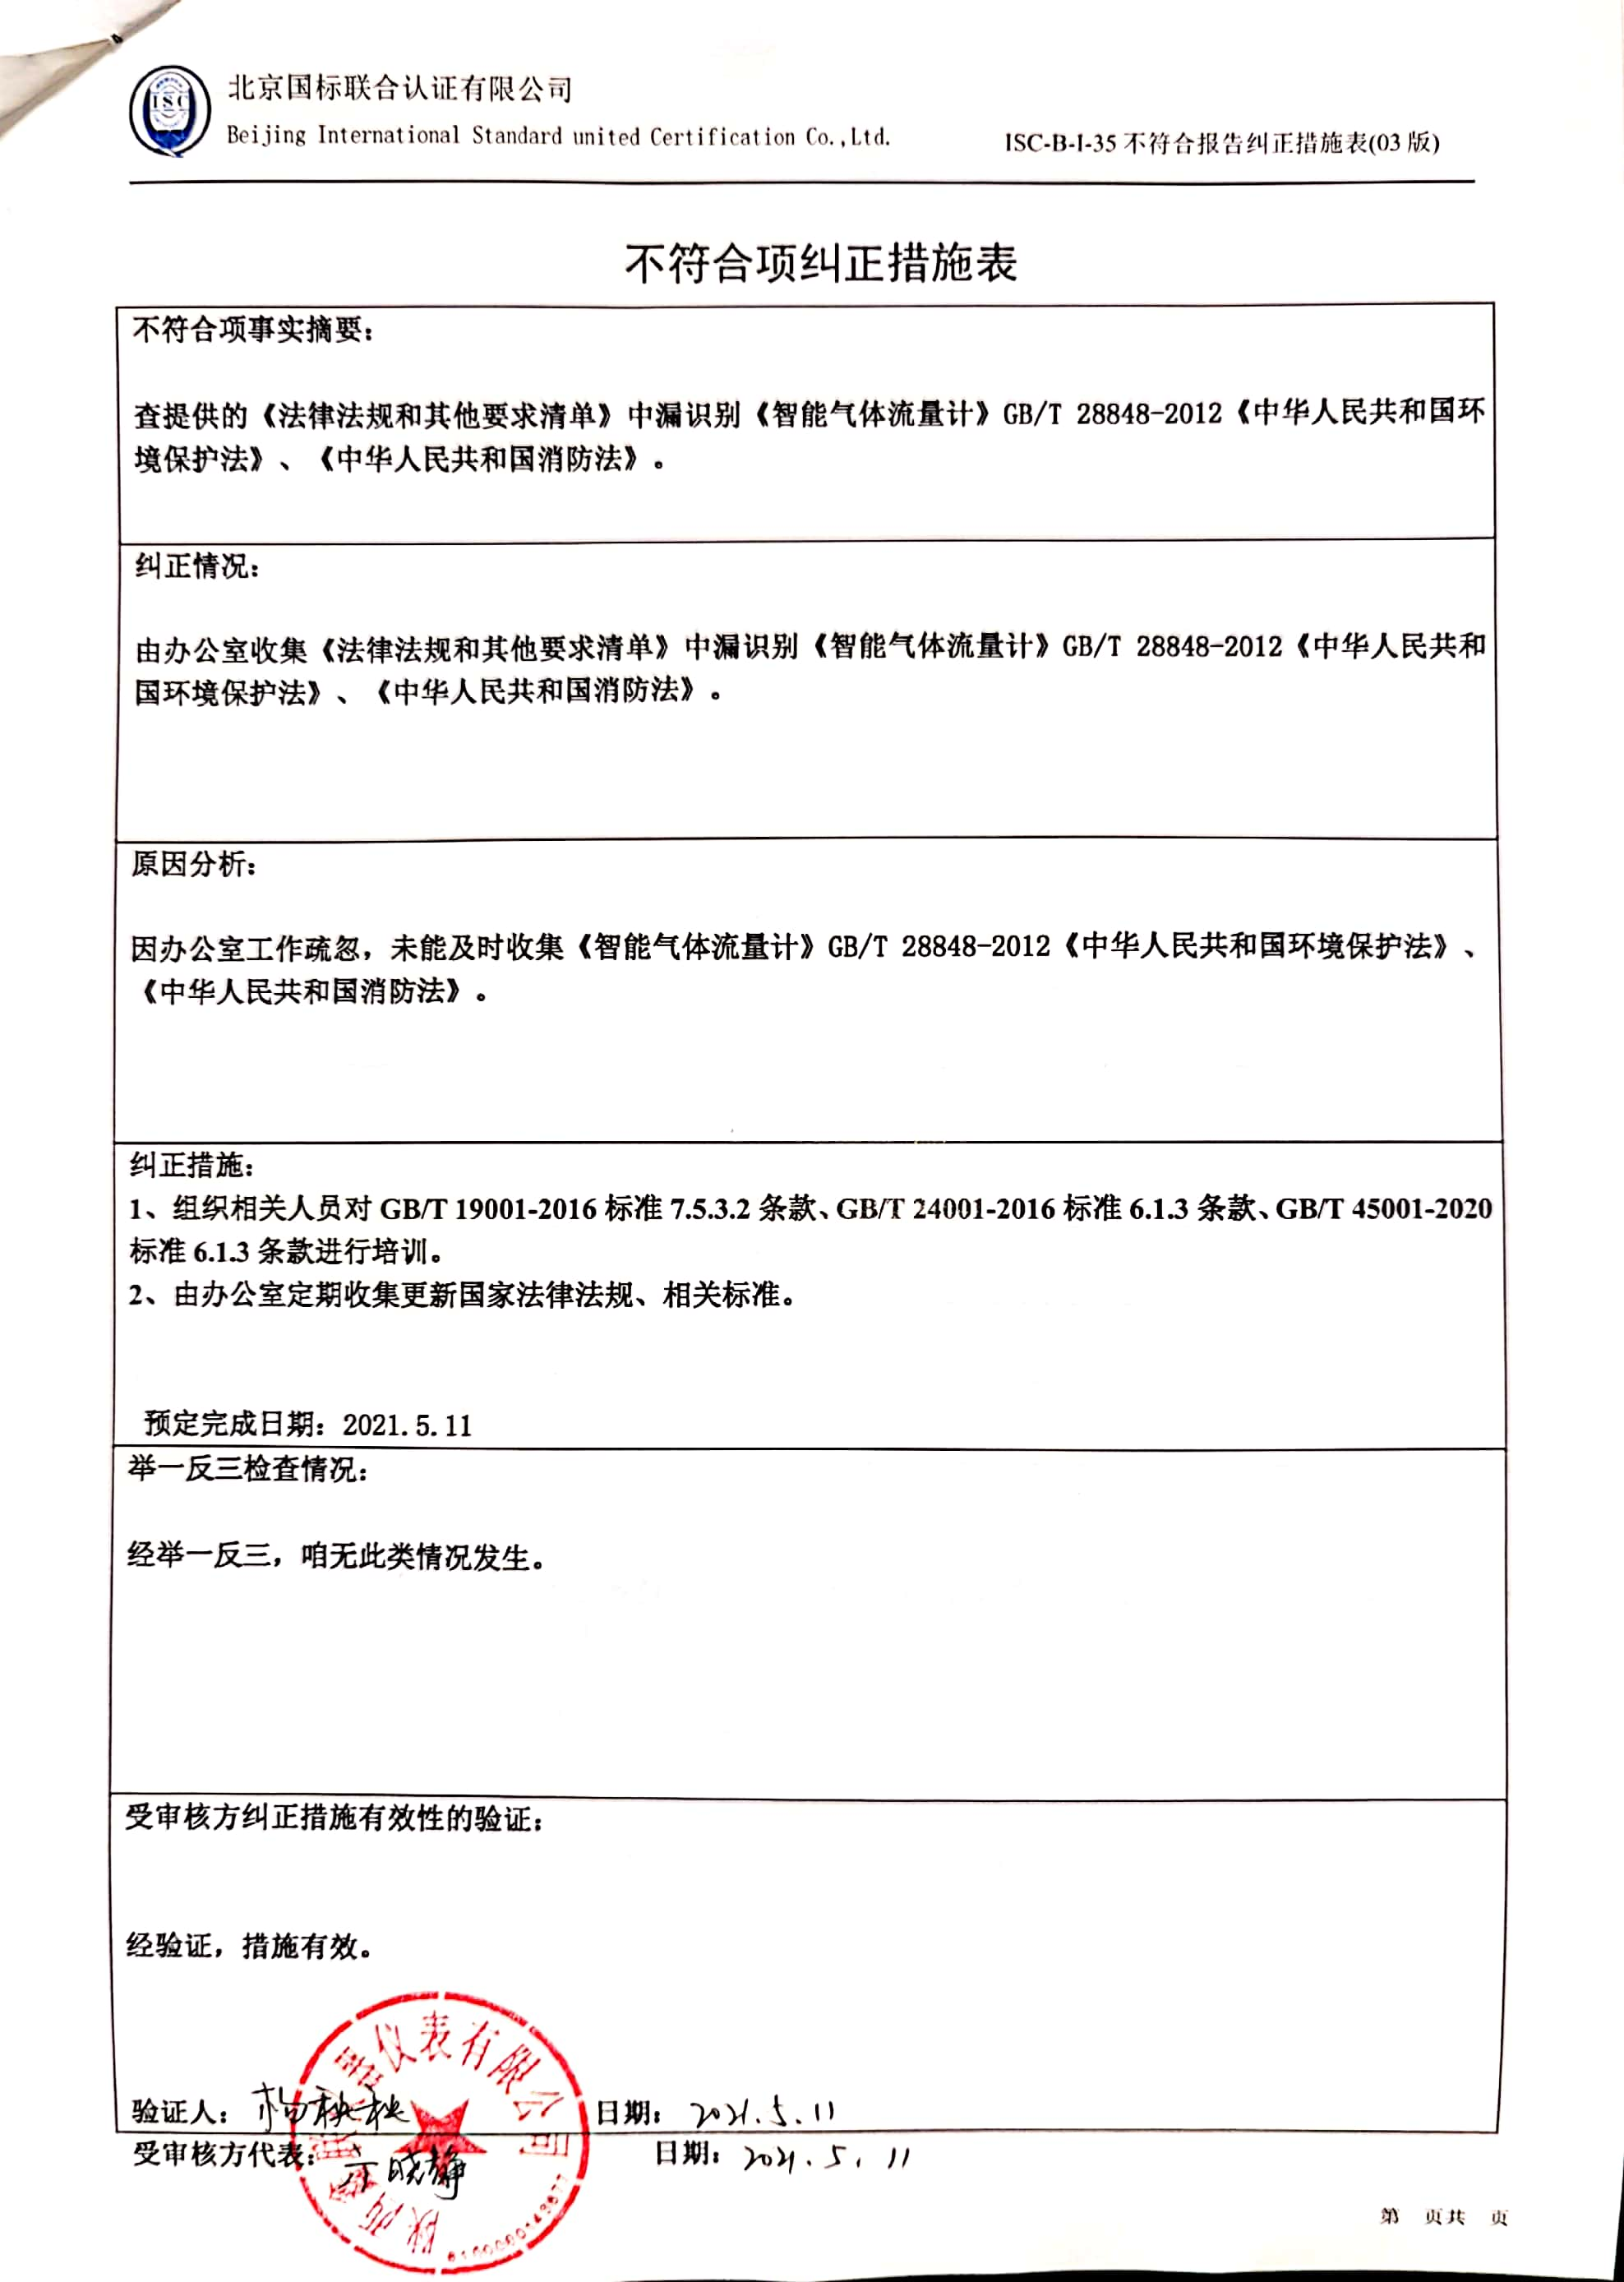 ISC
北京国标联合认证有限公司
Beijing International Standard united Certification Co.,Ltd.
ISC-B-I-35 不符合报告纠正措施表(03 版)
不符合项纠正措施表
不符合项事实摘要：
查提供的《法律法规和其他要求清单》中漏识别《智能气体流量计》GB/T 28848-2012《中华人民共和国环
境保护法》、《中华人民共和国消防法》。
纠正情况：
由办公室收集《法律法规和其他要求清单》中漏识别《智能气体流量计》GB/T 28848-2012《中华人民共和
国环境保护法》、《中华人民共和国消防法》。
原因分析：
因办公室工作疏忽，未能及时收集《智能气体流量计》GB/T 28848-2012《中华人民共和国环境保护法》、
《中华人民共和国消防法》。
纠正措施：
1、组织相关人员对 GB/T 19001-2016 标准 7.5.3.2 条款、GB/T 24001-2016 标准 6.1.3 条款、GB/T 45001-2020
标准 6.1.3 条款进行培训。
2、由办公室定期收集更新国家法律法规、相关标准。
预定完成日期：2021.5.11
举一反三检查情况：
经举一反三，咱无此类情况发生。
受审核方纠正措施有效性的验证：
经验证，措施有效。
验证人：
日期： 2021.5.11
受审核方代表： 晓静
日期： 2021.5.11
陕西 仪表有限公司
第 页共 页